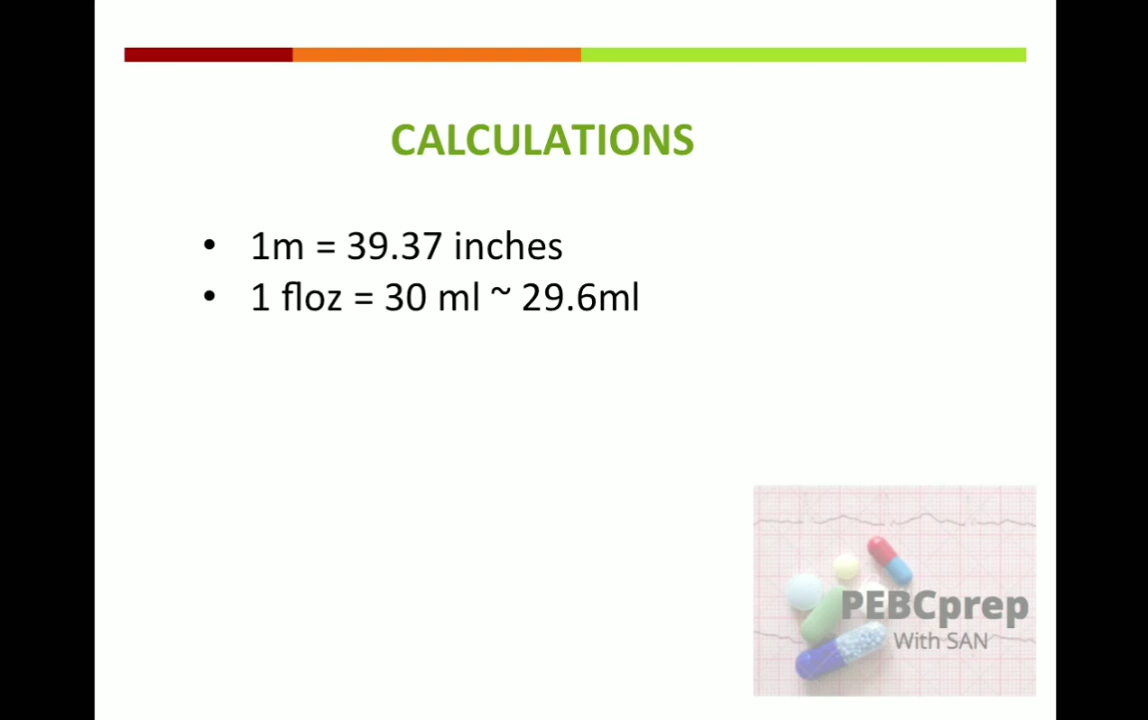 CALCULATIONS
• 1m = 39.37 inches
• 1 floz = 30 ml ~ 29.6ml
PEBCprep
With SAN